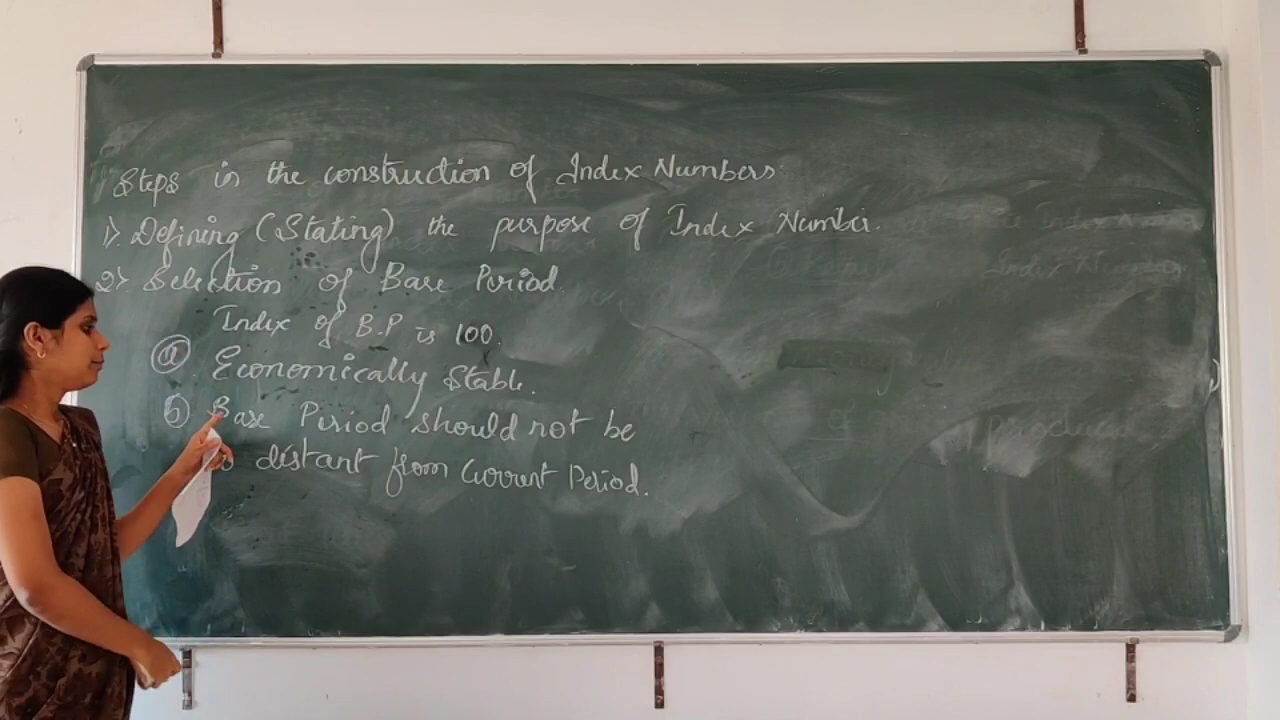 Steps in the construction of Index Numbers
1) Defining (Stating) the purpose of Index Number.
2) Selection of Base Period
Index of B.P is 100.
(a) Economically Stable.
(b) Base Period should not be
distant from Current Period.